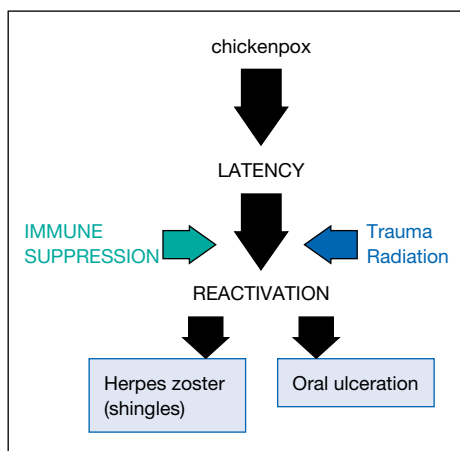 chickenpox
LATENCY
IMMUNE
SUPPRESSION
Trauma
Radiation
REACTIVATION
Herpes zoster
(shingles)
Oral ulceration